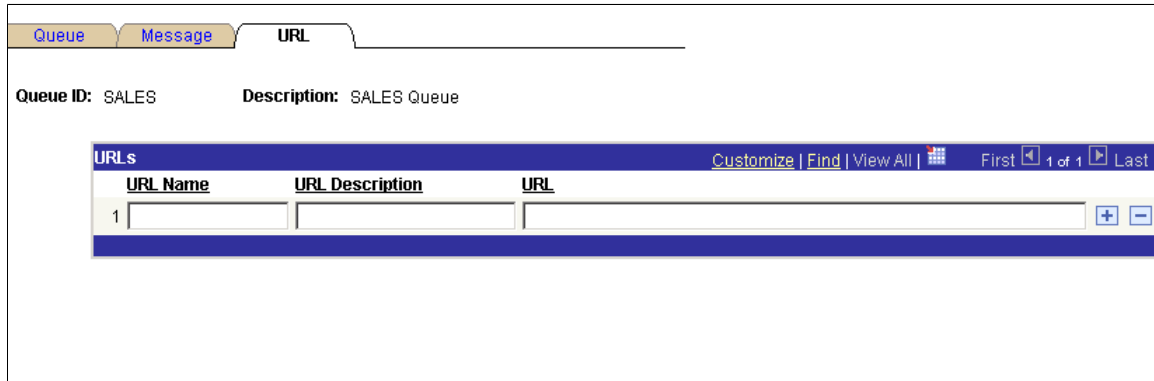 Queue Message URL
Queue ID: SALES Description: SALES Queue
URLs Customize | Find | View All | First 1 of 1 Last
URL Name URL Description URL
1